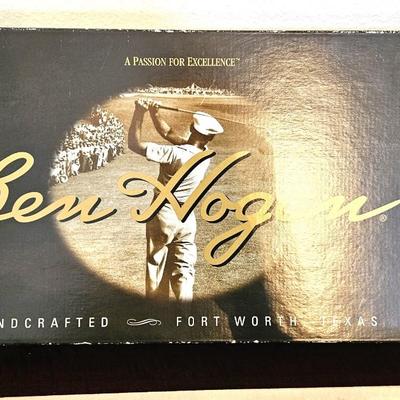 A PASSION FOR EXCELLENCE™
Ben Hogan®
NDCRAFTED FORT WORTH, TEXAS